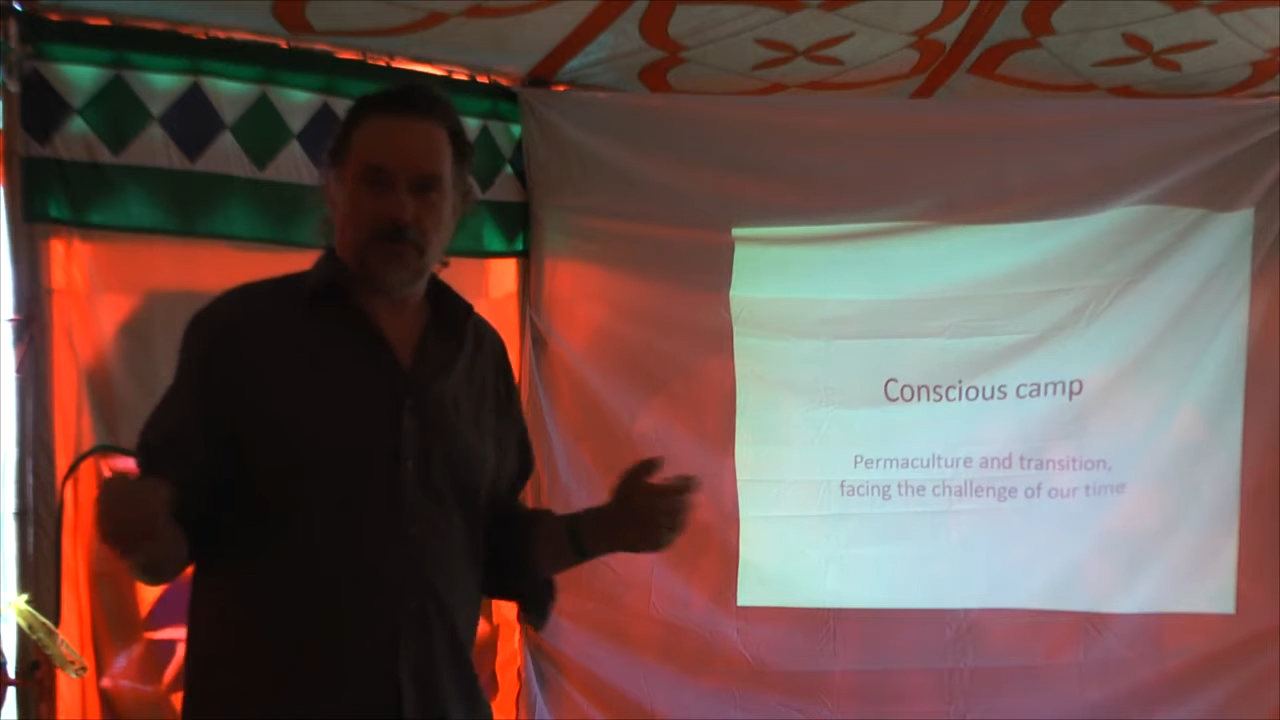 Conscious camp
Permaculture and transition,
facing the challenge of our time